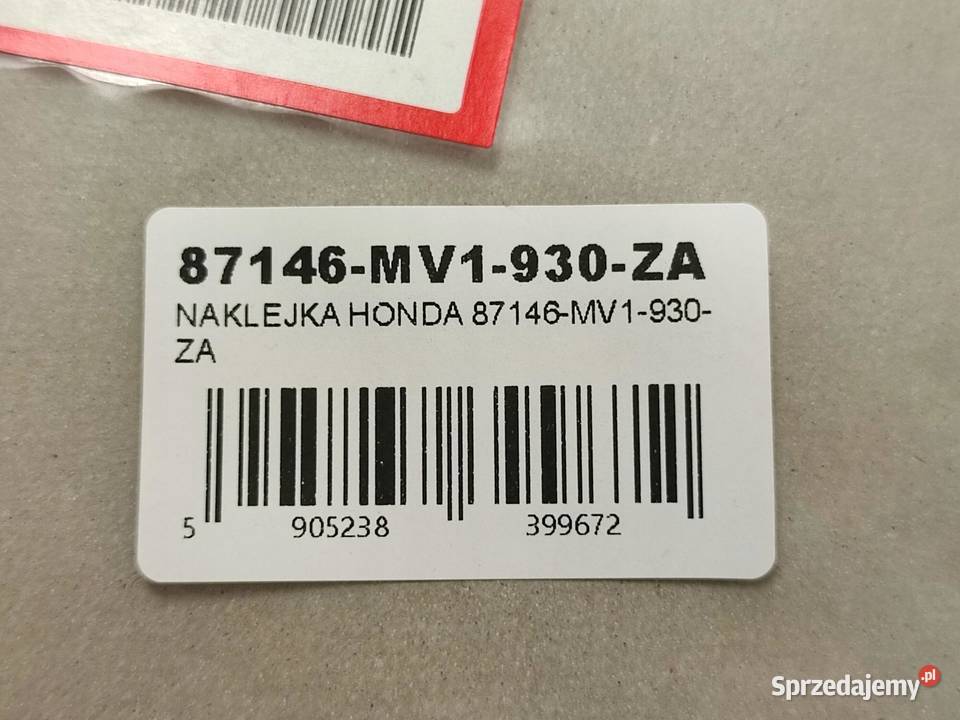 87146-MV1-930-ZA
NAKLEJKA HONDA 87146-MV1-930-
ZA
5 905238 399672
Sprzedajemy.pl